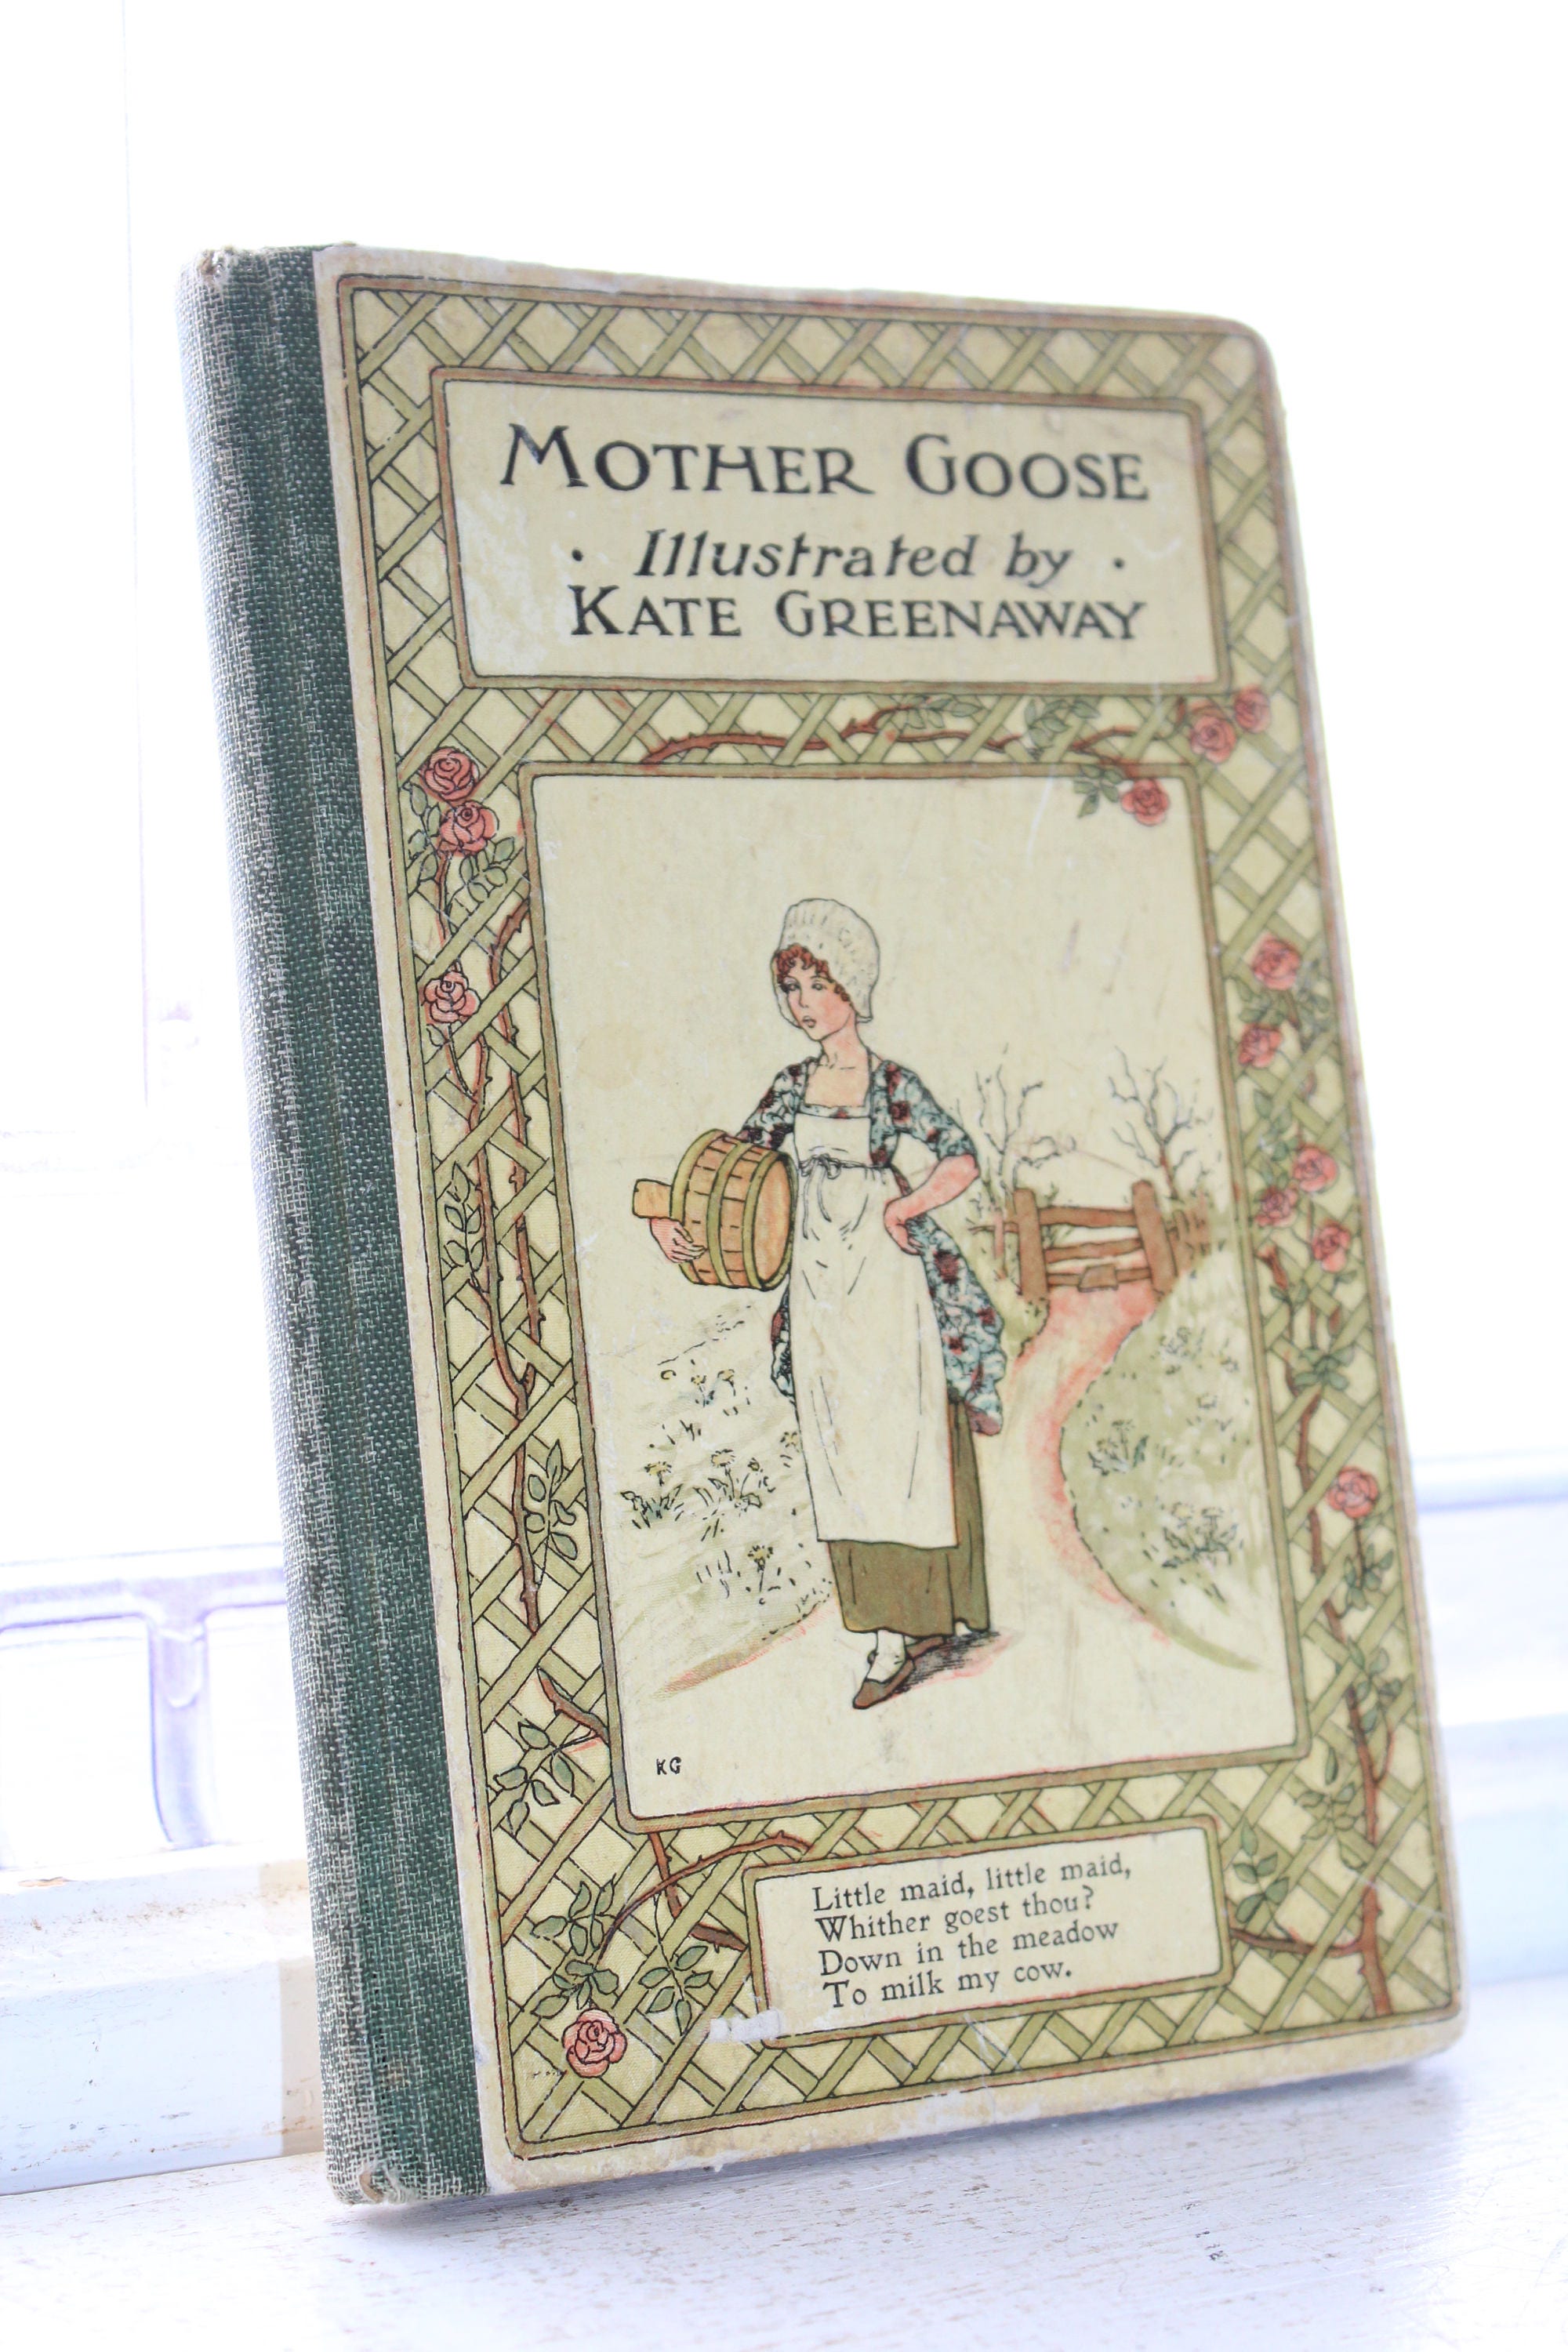 MOTHER GOOSE
· Illustrated by ·
KATE GREENAWAY
KG
Little maid, little maid,
Whither goest thou?
Down in the meadow
To milk my cow.